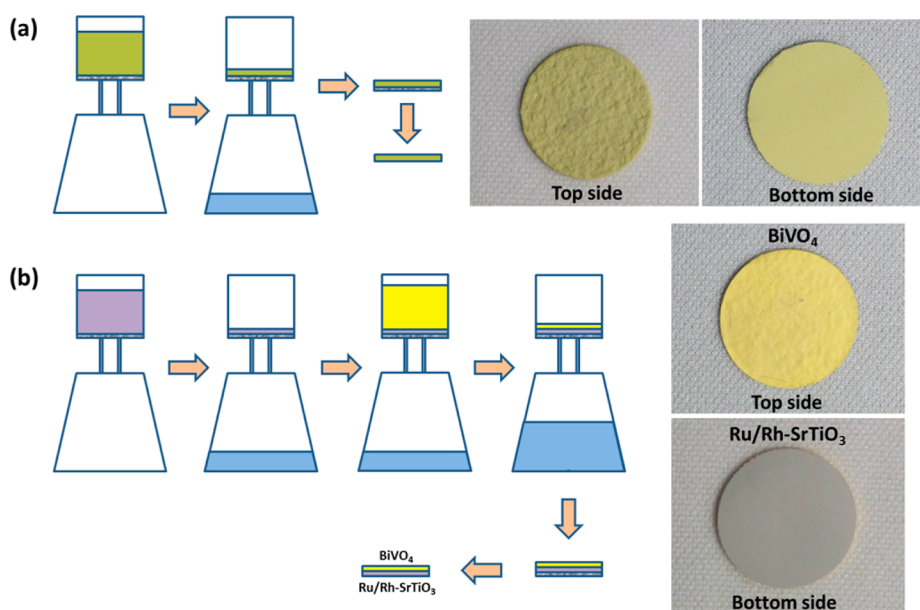 (a)
Top side
Bottom side
(b)
BiVO₄
Top side
Ru/Rh-SrTiO₃
Bottom side
BiVO₄
Ru/Rh-SrTiO₃